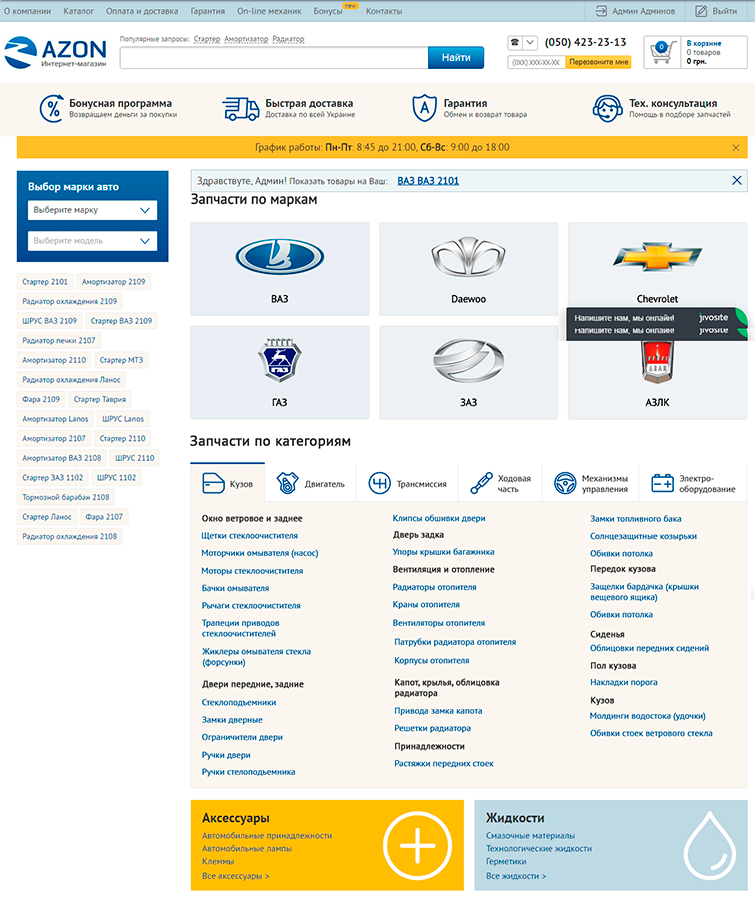 О компании Каталог Оплата и доставка Гарантия On-line механик Бонусы new Контакты Админ Админов Выйти
AZON
Интернет-магазин
Популярные запросы: Стартер Амортизатор Радиатор
Найти
(050) 423-23-13
(0XX) XXX-XX-XX Перезвоните мне
0
В корзине
0 товаров
0 грн.
Бонусная программа
Возвращаем деньги за покупки
Быстрая доставка
Доставка по всей Украине
A
Гарантия
Обмен и возврат товара
Тех. консультация
Помощь в подборе запчастей
График работы: Пн-Пт: 8:45 до 21:00, Сб-Вс: 9:00 до 18:00
Выбор марки авто
Выберите марку
Выберите модель
Стартер 2101 Амортизатор 2109
Радиатор охлаждения 2109
ШРУС ВАЗ 2109 Стартер ВАЗ 2109
Радиатор печки 2107
Амортизатор 2110 Стартер МТЗ
Радиатор охлаждения Ланос
Фара 2109 Стартер Таврия
Амортизатор Lanos ШРУС Lanos
Амортизатор 2107 Стартер 2110
Амортизатор ВАЗ 2108 ШРУС 2110
Стартер ЗАЗ 1102 ШРУС 1102
Тормозной барабан 2108
Стартер Ланос Фара 2107
Радиатор охлаждения 2108
Здравствуте, Админ! Показать товары на Ваш: ВАЗ ВАЗ 2101
Запчасти по маркам
ВАЗ
Daewoo
Chevrolet
Напишите нам, мы онлайн! jivosite
Напишите нам, мы онлайн! jivosite
ГАЗ
ГАЗ
ЗАЗ
АЗЛК
Запчасти по категориям
Кузов
Двигатель
Трансмиссия
Ходовая
часть
Механизмы
управления
Электро-
оборудование
Окно ветровое и заднее
Щетки стеклоочистителя
Моторчики омывателя (насос)
Моторы стеклоочистителя
Бачки омывателя
Рычаги стеклоочистителя
Трапеции приводов
стеклоочистителей
Жиклеры омывателя стекла
(форсунки)
Двери передние, задние
Стеклоподъемники
Замки дверные
Ограничители двери
Ручки двери
Ручки стелоподъемника
Клипсы обшивки двери
Дверь задка
Упоры крышки багажника
Вентиляция и отопление
Радиаторы отопителя
Краны отопителя
Вентиляторы отопителя
Патрубки радиатора отопителя
Корпусы отопителя
Капот, крылья, облицовка
радиатора
Привода замка капота
Решетки радиатора
Принадлежности
Растяжки передних стоек
Замки топливного бака
Солнцезащитные козырьки
Обивки потолка
Передок кузова
Защелки бардачка (крышки
вещевого ящика)
Обивки потолка
Сиденья
Облицовки передних сидений
Пол кузова
Накладки порога
Кузов
Молдинги водостока (удочки)
Обивки стоек ветрового стекла
Аксессуары
Автомобильные принадлежности
Автомобильные лампы
Клеммы
Все аксессуары >
Жидкости
Смазочные материалы
Технологические жидкости
Герметики
Все жидкости >